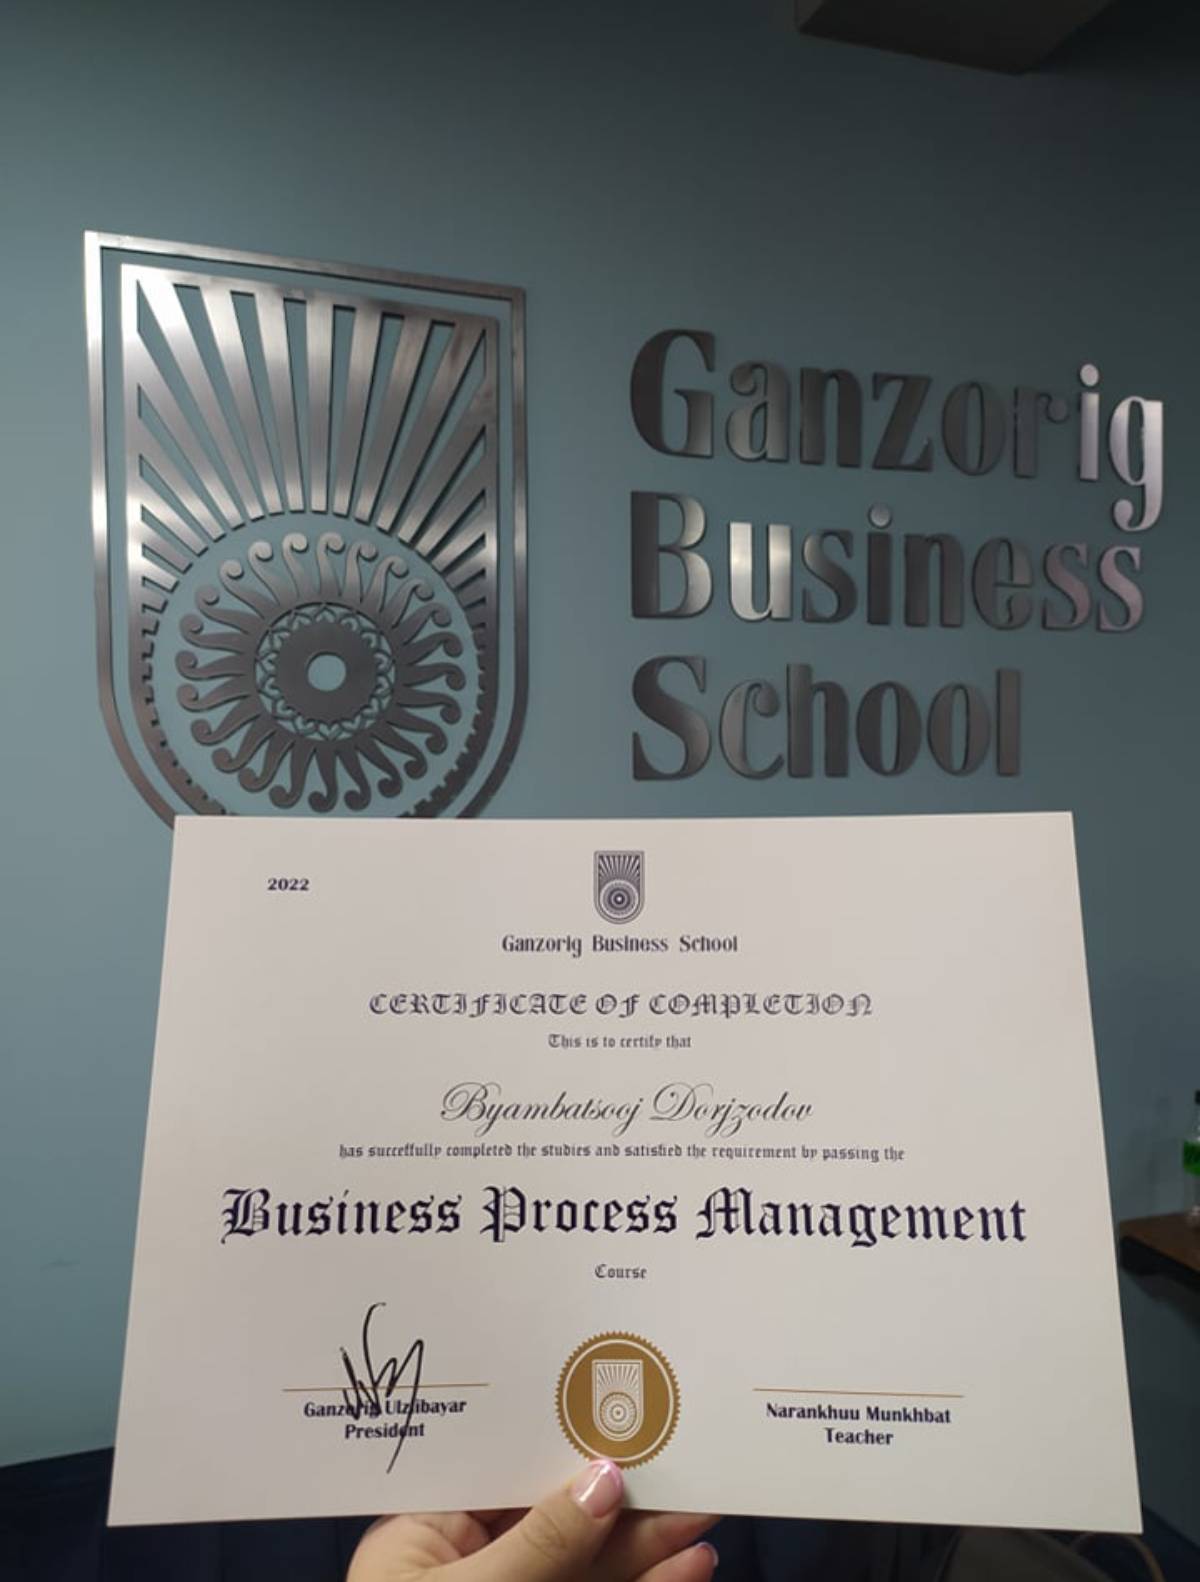 Ganzorig
Business
School
2022
Ganzorig Business School
CERTIFICATE OF COMPLETION
This is to certify that
Byambatsooj Dorjzodov
has succeffully completed the studies and satisfied the requirement by passing the
Business Process Management
Course
Ganzorig Ulziibayar
President
Narankhuu Munkhbat
Teacher